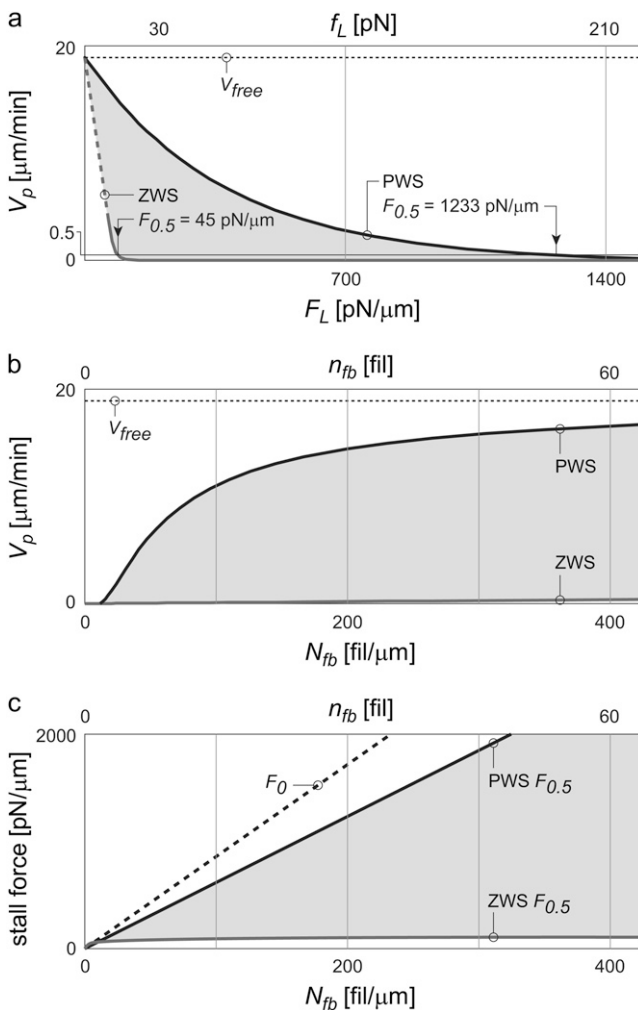 a
30 f_L [pN] 210
20
V_free
V_p [μm/min]
ZWS
F_0.5 = 45 pN/μm
PWS
F_0.5 = 1233 pN/μm
0.5
0
700 1400
F_L [pN/μm]
b
n_fb [fil]
0 60
20
V_free
V_p [μm/min]
PWS
ZWS
0
0 200 400
N_fb [fil/μm]
c
n_fb [fil]
0 60
2000
F_0
PWS F_0.5
stall force [pN/μm]
ZWS F_0.5
0
0 200 400
N_fb [fil/μm]